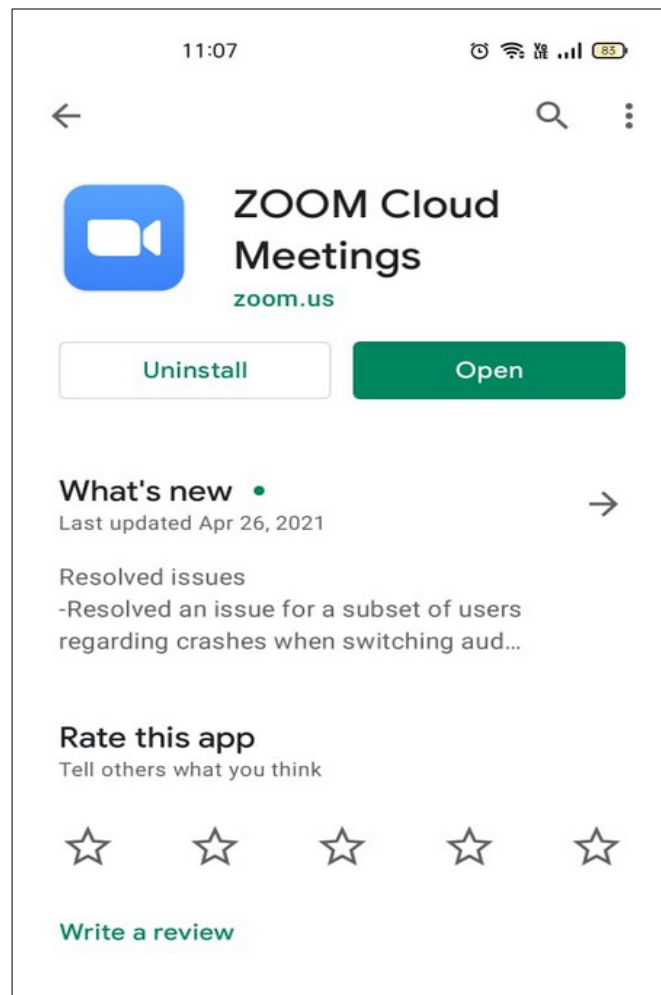 11:07
Vo
LTE
83
ZOOM Cloud
Meetings
zoom.us
Uninstall
Open
What's new
Last updated Apr 26, 2021
Resolved issues
-Resolved an issue for a subset of users
regarding crashes when switching aud...
Rate this app
Tell others what you think
Write a review